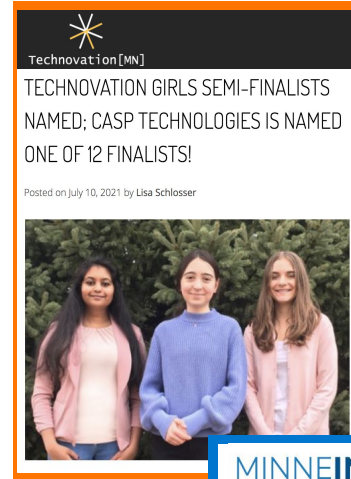 Technovation[MN]
TECHNOVATION GIRLS SEMI-FINALISTS
NAMED; CASP TECHNOLOGIES IS NAMED
ONE OF 12 FINALISTS!
Posted on July 10, 2021 by Lisa Schlosser
MINNEIN